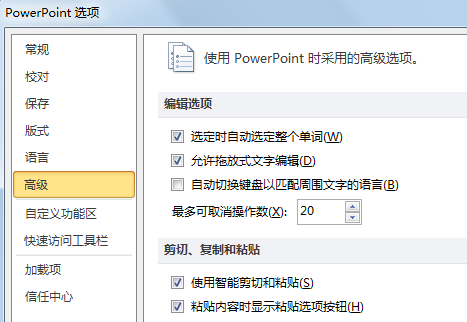 PowerPoint 选项
常规
校对
保存
版式
语言
高级
自定义功能区
快速访问工具栏
加载项
信任中心
使用 PowerPoint 时采用的高级选项。
编辑选项
选定时自动选定整个单词(W)
允许拖放式文字编辑(D)
自动切换键盘以匹配周围文字的语言(B)
最多可取消操作数(X): 20
剪切、复制和粘贴
使用智能剪切和粘贴(S)
粘贴内容时显示粘贴选项按钮(H)